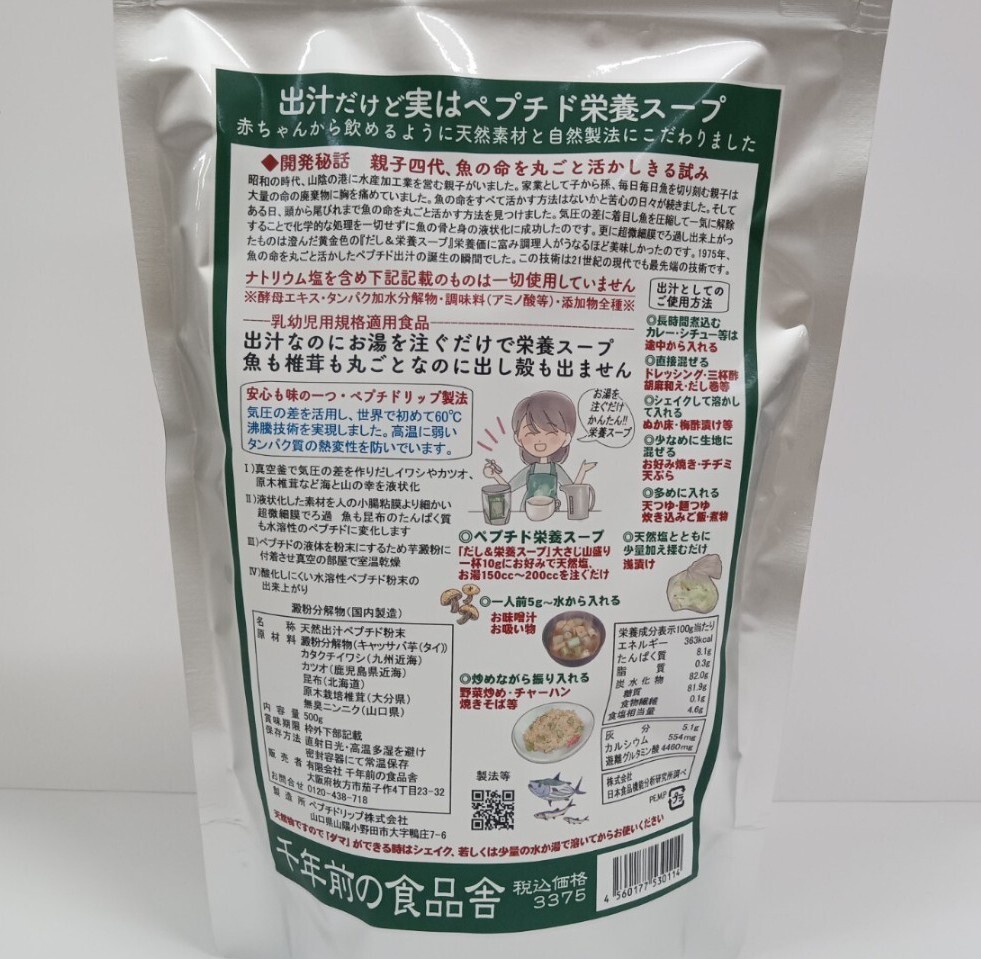 出汁だけど実はペプチド栄養スープ
赤ちゃんから飲めるように天然素材と自然製法にこだわりました
◆開発秘話 親子四代、魚の命を丸ごと活かしきる試み
昭和の時代、山陰の港に水産加工業を営む親子がいました。家業として子から孫、毎日毎日魚を切り刻む親子は
大量の命の廃棄物に胸を痛めていました。魚の命をすべて活かす方法はないかと苦心の日々が続きました。そして
ある日、頭から尾びれまで魚の命を丸ごと活かす方法を見つけました。気圧の差に着目し魚を圧縮して一気に解除
することで化学的な処理を一切せずに魚の骨と身の液状化に成功したのです。更に超微細膜でろ過し出来上がっ
たものは澄んだ黄金色の『だし&栄養スープ』栄養価に富み調理人がうなるほど美味しかったのです。1975年、
魚の命を丸ごと活かしたペプチド出汁の誕生の瞬間でした。この技術は21世紀の現代でも最先端の技術です。
ナトリウム塩を含め下記記載のものは一切使用していません
※酵母エキス・タンパク加水分解物・調味料(アミノ酸等)・添加物全種※
乳幼児用規格適用食品
出汁なのにお湯を注ぐだけで栄養スープ
魚も椎茸も丸ごとなのに出し殻も出ません
安心も味の一つ・ペプチドリップ製法
気圧の差を活用し、世界で初めて60℃
沸騰技術を実現しました。高温に弱い
タンパク質の熱変性を防いでいます。
Ⅰ)真空釜で気圧の差を作りだしイワシやカツオ、
原木椎茸など海と山の幸を液状化
Ⅱ)液状化した素材を人の小腸粘膜より細かい
超微細膜でろ過 魚も昆布のたんぱく質
も水溶性のペプチドに変化します
Ⅲ)ペプチドの液体を粉末にするため芋澱粉に
付着させ真空の部屋で室温乾燥
Ⅳ)酸化しにくい水溶性ペプチド粉末の
出来上がり
お湯を、
注ぐだけ
かんたん!!
栄養スープ
出汁としての
ご使用方法
◎長時間煮込む
カレー・シチュー等は
途中から入れる
◎直接混ぜる
ドレッシング・三杯酢
胡麻和え・だし巻等
◎シェイクして溶かし
て入れる
ぬか床・梅酢漬け等
◎少なめに生地に
混ぜる
お好み焼き・チヂミ
天ぷら
◎多めに入れる
天つゆ・麺つゆ
炊き込みご飯・煮物
◎天然塩とともに
少量加え揉むだけ
浅漬け
◎ペプチド栄養スープ
「だし&栄養スープ」大さじ山盛り
一杯10gにお好みで天然塩、
お湯150cc〜200ccを注ぐだけ
◎一人前5g〜水から入れる
お味噌汁
お吸い物
◎炒めながら振り入れる
野菜炒め・チャーハン
焼きそば等
澱粉分解物(国内製造)
名称 天然出汁ペプチド粉末
原材料 澱粉分解物(キャッサバ芋(タイ))
カタクチイワシ(九州近海)
カツオ(鹿児島県近海)
昆布(北海道)
原木栽培椎茸(大分県)
無臭ニンニク(山口県)
内容量 500g
賞味期限 枠外下部記載
保存方法 直射日光・高温多湿を避け
密封容器にて常温保存
販売者 有限会社 千年前の食品舎
大阪府枚方市茄子作4丁目23-32
お問合せ 0120-438-718
製造所 ペプチドリップ株式会社
山口県山陽小野田市大字鴨庄7-6
製法等
栄養成分表示100g当たり
エネルギー 363kcal
たんぱく質 8.1g
脂質 0.3g
炭水化物 82.0g
糖質 81.9g
食物繊維 0.1g
食塩相当量 4.6g
灰分 5.1g
カルシウム 554mg
遊離グルタミン酸 4460mg
株式会社
日本食品機能分析研究所調べ
PE,M,P
プラ
天然物ですので「ダマ」ができる時はシェイク、若しくは少量の水か湯で溶いてからお使いください
千年前の食品舎
税込価格
3375
4 560177 530114